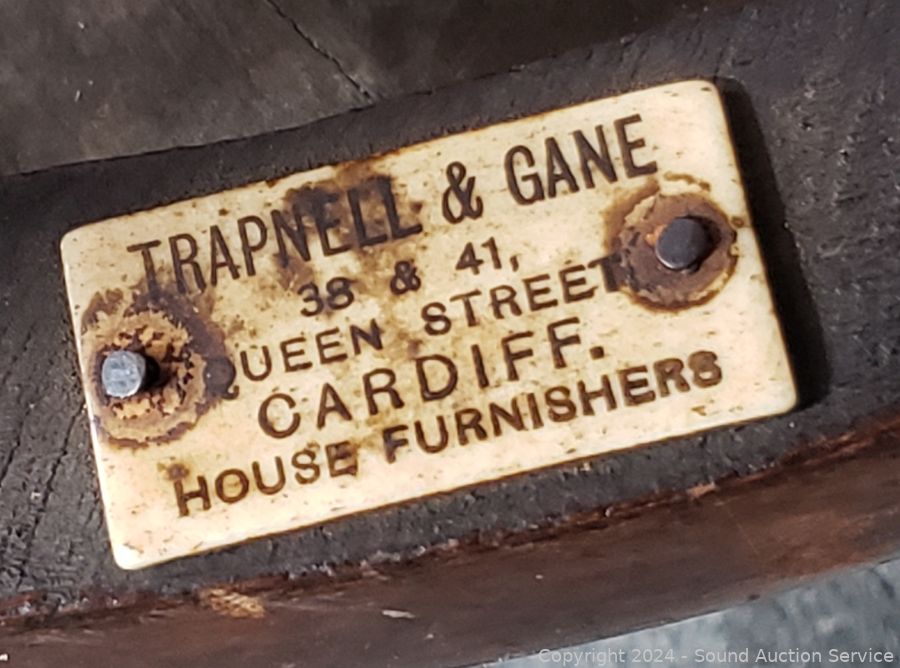 TRAPNELL & GANE
38 & 41,
QUEEN STREET
CARDIFF.
HOUSE FURNISHERS
Copyright 2024 - Sound Auction Service